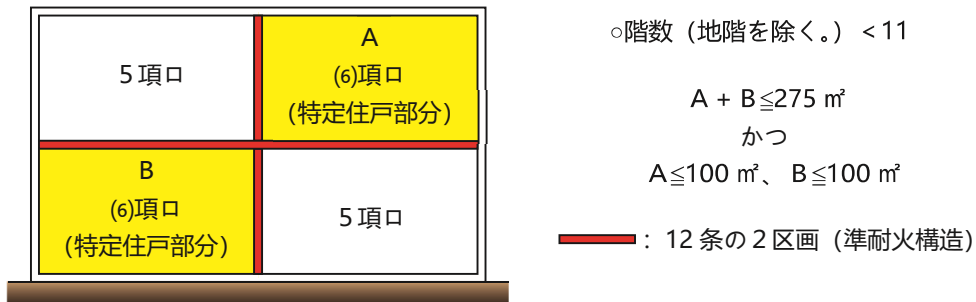 5項ロ
A
(6)項ロ
(特定住戸部分)
B
(6)項ロ
(特定住戸部分)
5項ロ
○階数（地階を除く。）＜11
A + B≦275 ㎡
かつ
A≦100 ㎡、 B≦100 ㎡
：12 条の２区画（準耐火構造）